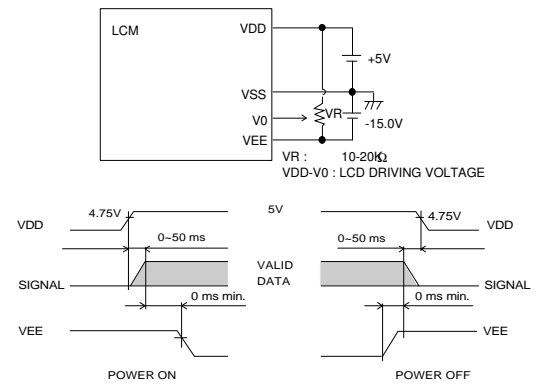 LCM
VDD
+5V
VSS
V0
VR
-15.0V
VEE
VR : 10-20KΩ
VDD-V0 : LCD DRIVING VOLTAGE
4.75V
5V
4.75V
VDD
VDD
0~50 ms
0~50 ms
SIGNAL
VALID
DATA
SIGNAL
0 ms min.
0 ms min.
VEE
VEE
POWER ON
POWER OFF